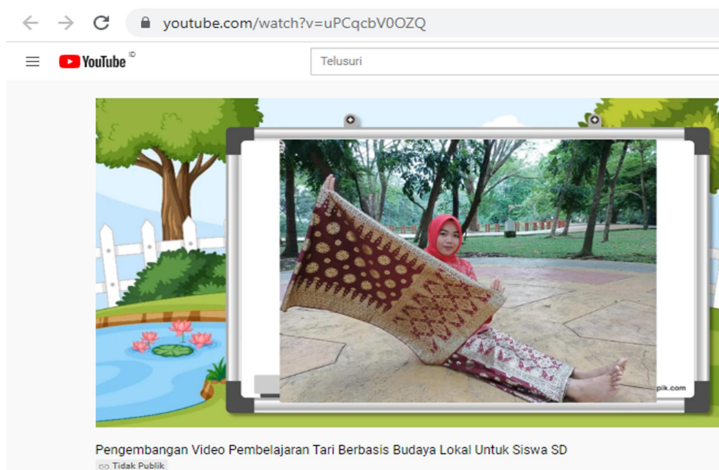 youtube.com/watch?v=uPCqcbV0OZQ
YouTube ID
Telusuri
pik.com
Pengembangan Video Pembelajaran Tari Berbasis Budaya Lokal Untuk Siswa SD
Tidak Publik